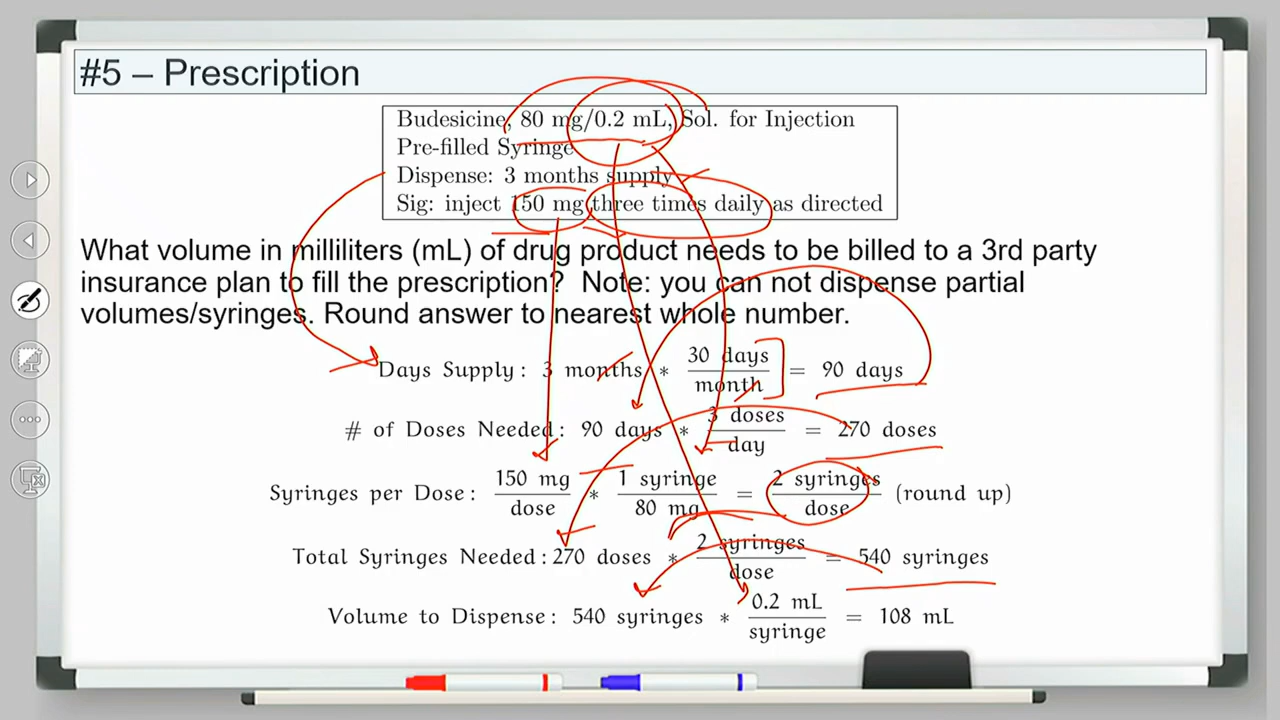 #5 – Prescription
Budesicine, 80 mg/0.2 mL, Sol. for Injection
Pre-filled Syringe
Dispense: 3 months supply
Sig: inject 150 mg three times daily as directed
What volume in milliliters (mL) of drug product needs to be billed to a 3rd party
insurance plan to fill the prescription? Note: you can not dispense partial
volumes/syringes. Round answer to nearest whole number.
Days Supply: 3 months * 30 days/month = 90 days
# of Doses Needed: 90 days * 3 doses/day = 270 doses
Syringes per Dose: 150 mg/dose * 1 syringe/80 mg = 2 syringes/dose (round up)
Total Syringes Needed: 270 doses * 2 syringes/dose = 540 syringes
Volume to Dispense: 540 syringes * 0.2 mL/syringe = 108 mL